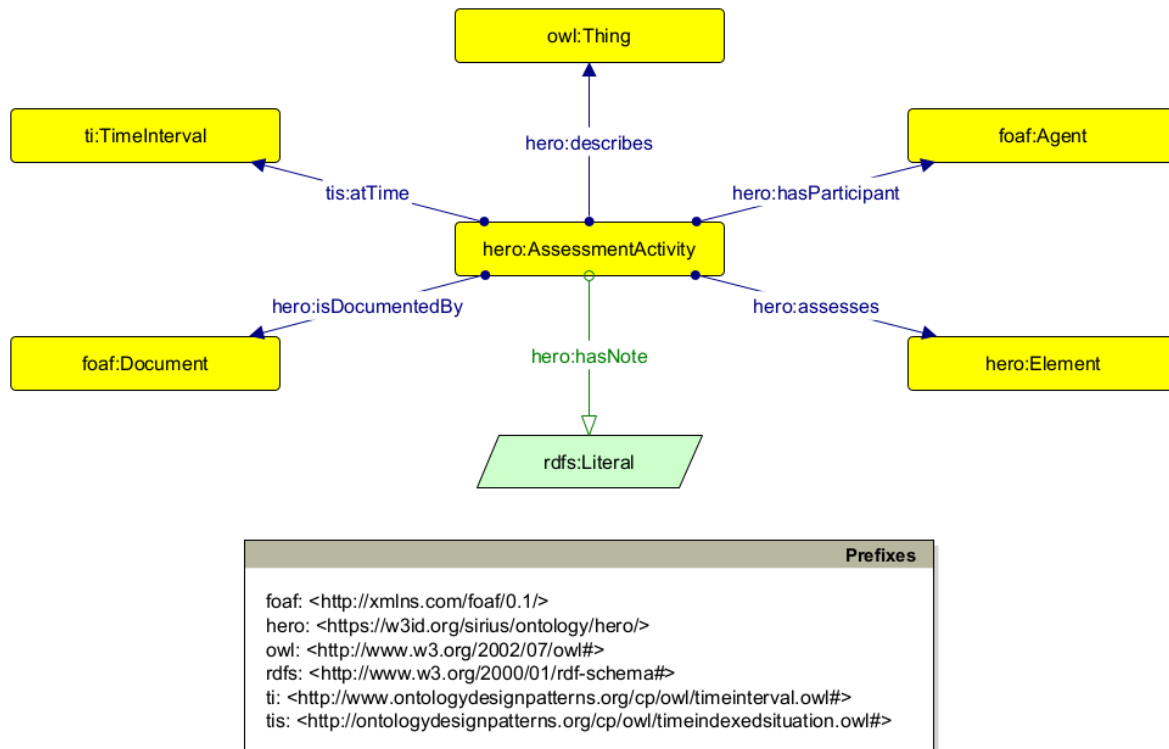 owl:Thing
ti:TimeInterval
foaf:Agent
hero:describes
tis:atTime
hero:hasParticipant
hero:AssessmentActivity
hero:isDocumentedBy
hero:assesses
hero:hasNote
foaf:Document
hero:Element
rdfs:Literal
Prefixes
foaf: <http://xmlns.com/foaf/0.1/>
hero: <https://w3id.org/sirius/ontology/hero/>
owl: <http://www.w3.org/2002/07/owl#>
rdfs: <http://www.w3.org/2000/01/rdf-schema#>
ti: <http://www.ontologydesignpatterns.org/cp/owl/timeinterval.owl#>
tis: <http://ontologydesignpatterns.org/cp/owl/timeindexedsituation.owl#>